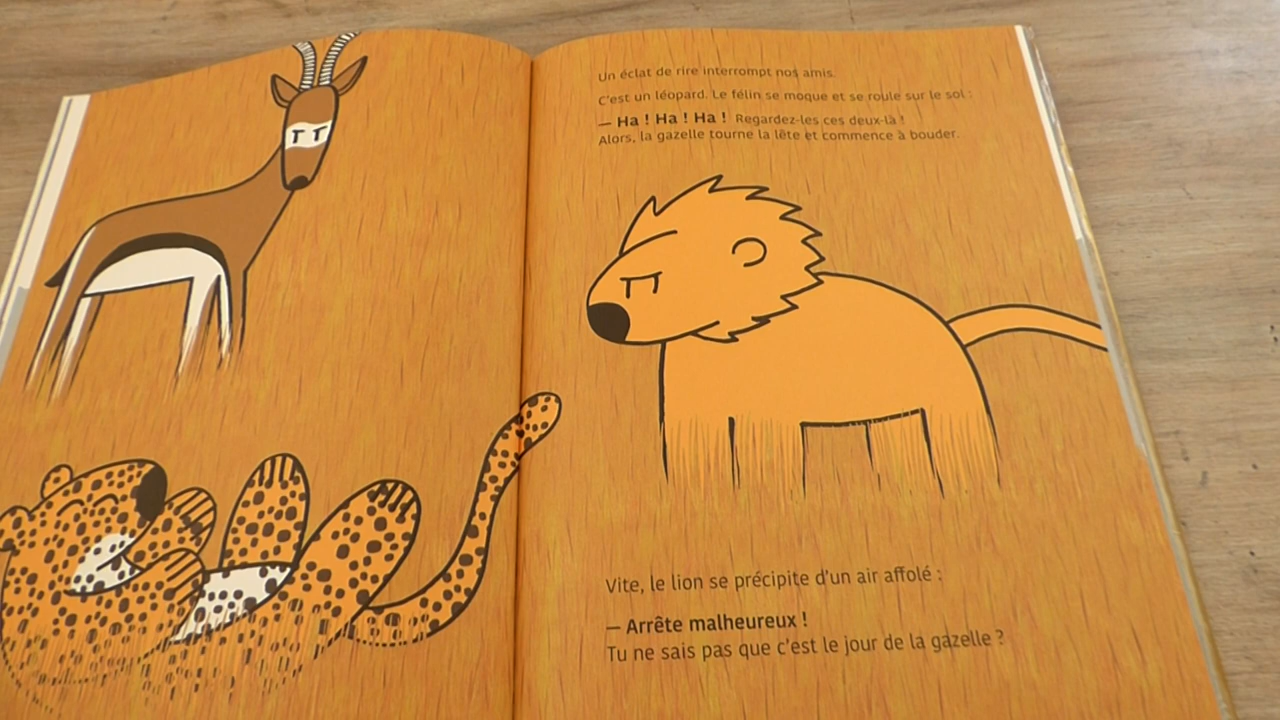 Un éclat de rire interrompt nos amis.
C'est un léopard. Le félin se moque et se roule sur le sol :
— Ha ! Ha ! Ha ! Regardez-les ces deux-là !
Alors, la gazelle tourne la tête et commence à bouder.
Vite, le lion se précipite d'un air affolé :
— Arrête malheureux !
Tu ne sais pas que c'est le jour de la gazelle ?